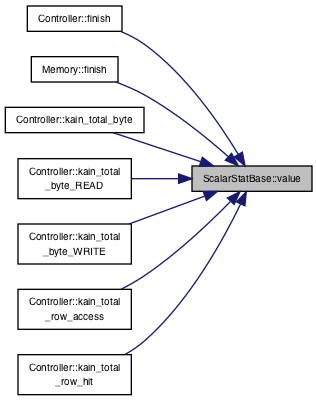 Controller::finish
Memory::finish
Controller::kain_total_byte
ScalarStatBase::value
Controller::kain_total
_byte_READ
Controller::kain_total
_byte_WRITE
Controller::kain_total
_row_access
Controller::kain_total
_row_hit